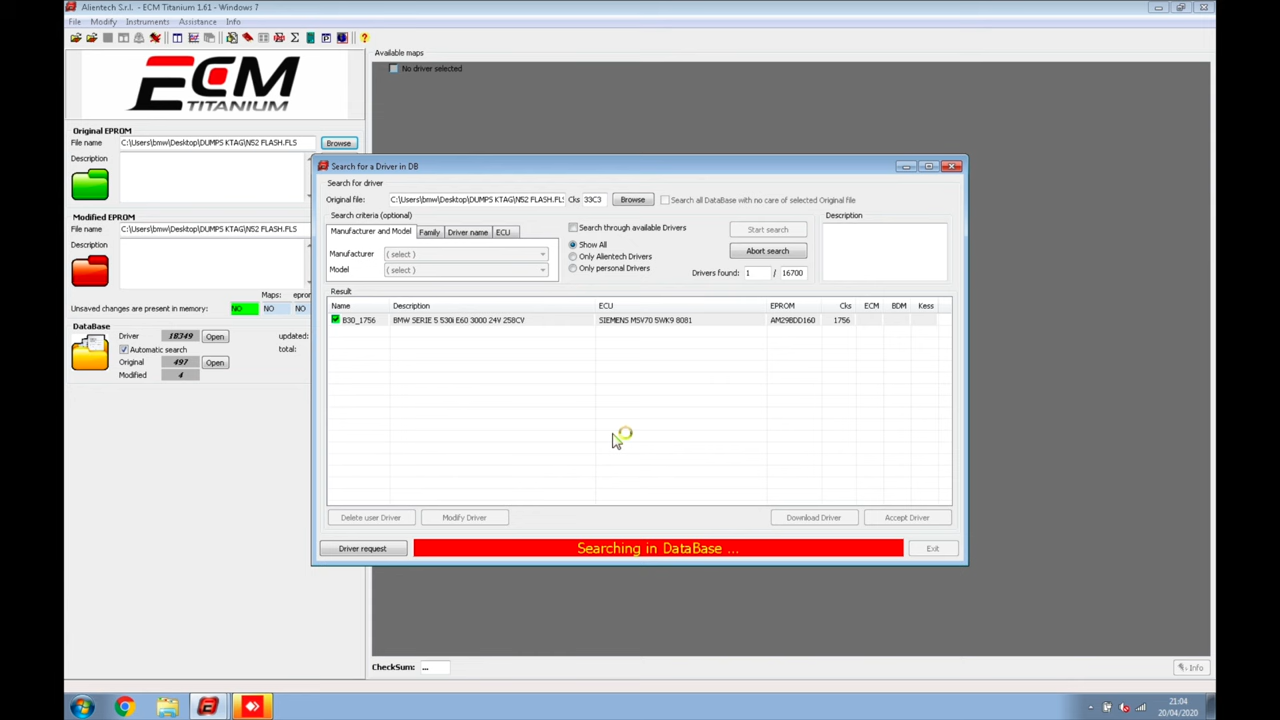 Alientech S.r.l. - ECM Titanium 1.61 - Windows 7
File Modify Instruments Assistance Info
ECM
TITANIUM
Available maps
No driver selected
Original EPROM
File name C:\Users\bmw\Desktop\DUMPS KTAG\N52 FLASH.FLS Browse
Description
Modified EPROM
File name C:\Users\bmw\Desktop\DUMPS KTAG\N52 FLASH.FLS
Description
Maps: epron
Unsaved changes are present in memory: NO NO NO
DataBase
Driver 18349 Open updated:
Automatic search total:
Original 497 Open
Modified 4
Search for a Driver in DB
Search for driver
Original file: C:\Users\bmw\Desktop\DUMPS KTAG\N52 FLASH.FLS Cks 33C3 Browse Search all DataBase with no care of selected Original file
Search criteria (optional)
Manufacturer and Model Family Driver name ECU
Manufacturer ( select )
Model ( select )
Search through available Drivers
Show All
Only Alientech Drivers
Only personal Drivers
Start search
Abort search
Drivers found: 1 / 16700
Description
Result
Name Description ECU EPROM Cks ECM BDM Kess
B30_1756 BMW SERIE 5 530i E60 3000 24V 258CV SIEMENS MSV70 5WK9 8081 AM29BDD160 1756
Delete user Driver Modify Driver Download Driver Accept Driver
Driver request Searching in DataBase ... Exit
CheckSum: ... Info
21:04
20/04/2020